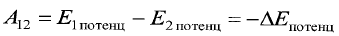 A₁₂ = E₁ потенц − E₂ потенц = −ΔEпотенц